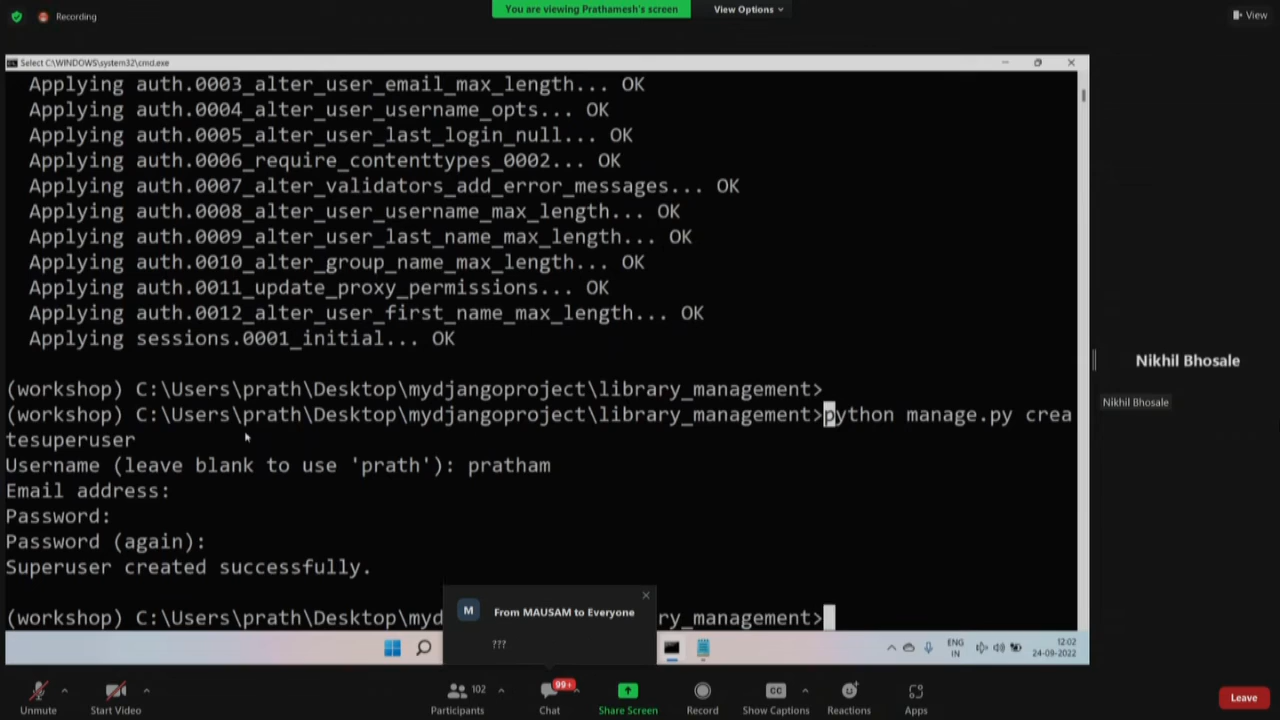 Recording
You are viewing Prathamesh's screen
View Options
View
Select C:\WINDOWS\system32\cmd.exe
Applying auth.0003_alter_user_email_max_length... OK
Applying auth.0004_alter_user_username_opts... OK
Applying auth.0005_alter_user_last_login_null... OK
Applying auth.0006_require_contenttypes_0002... OK
Applying auth.0007_alter_validators_add_error_messages... OK
Applying auth.0008_alter_user_username_max_length... OK
Applying auth.0009_alter_user_last_name_max_length... OK
Applying auth.0010_alter_group_name_max_length... OK
Applying auth.0011_update_proxy_permissions... OK
Applying auth.0012_alter_user_first_name_max_length... OK
Applying sessions.0001_initial... OK
(workshop) C:\Users\prath\Desktop\mydjangoproject\library_management>
(workshop) C:\Users\prath\Desktop\mydjangoproject\library_management>python manage.py crea
tesuperuser
Username (leave blank to use 'prath'): pratham
Email address:
Password:
Password (again):
Superuser created successfully.
(workshop) C:\Users\prath\Desktop\myd
ry_management>
Nikhil Bhosale
Nikhil Bhosale
M
From MAUSAM to Everyone
???
ENG
IN
12:02
24-09-2022
Unmute
Start Video
102
Participants
99+
Chat
Share Screen
Record
CC
Show Captions
Reactions
Apps
Leave